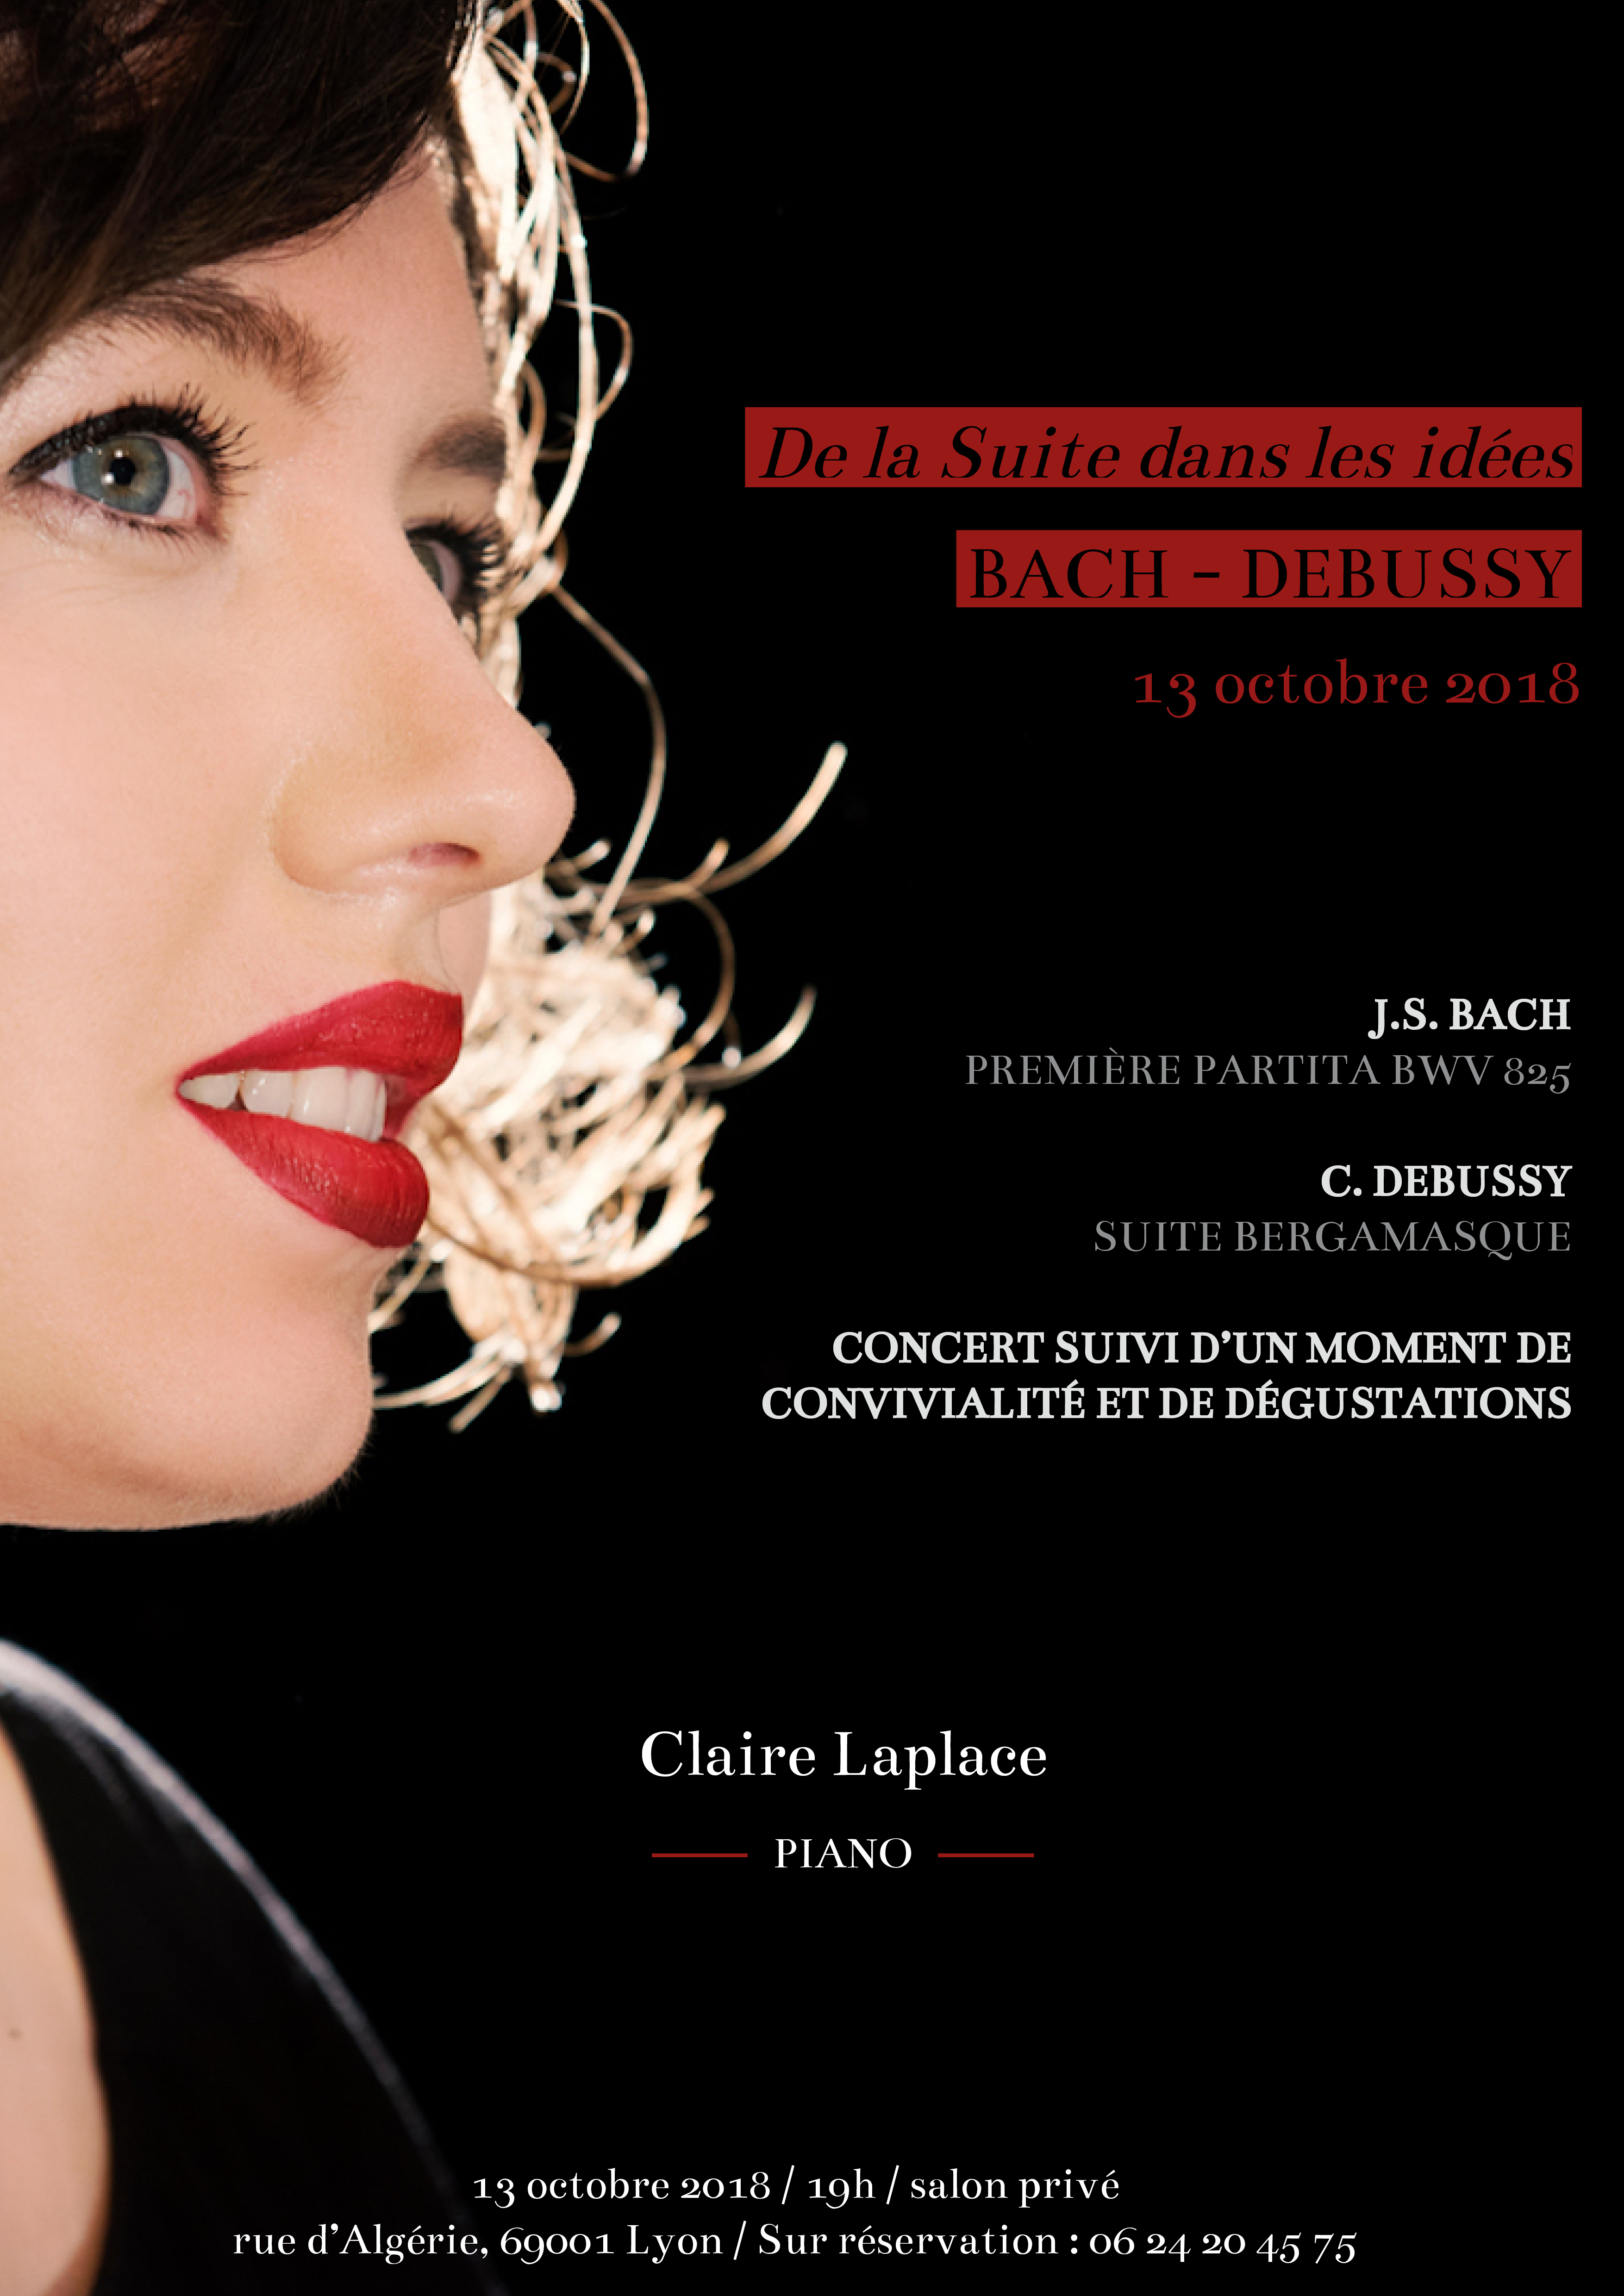 De la Suite dans les idées
BACH - DEBUSSY
13 octobre 2018
J.S. BACH
PREMIÈRE PARTITA BWV 825
C. DEBUSSY
SUITE BERGAMASQUE
CONCERT SUIVI D’UN MOMENT DE
CONVIVIALITÉ ET DE DÉGUSTATIONS
Claire Laplace
PIANO
13 octobre 2018 / 19h / salon privé
rue d’Algérie, 69001 Lyon / Sur réservation : 06 24 20 45 75